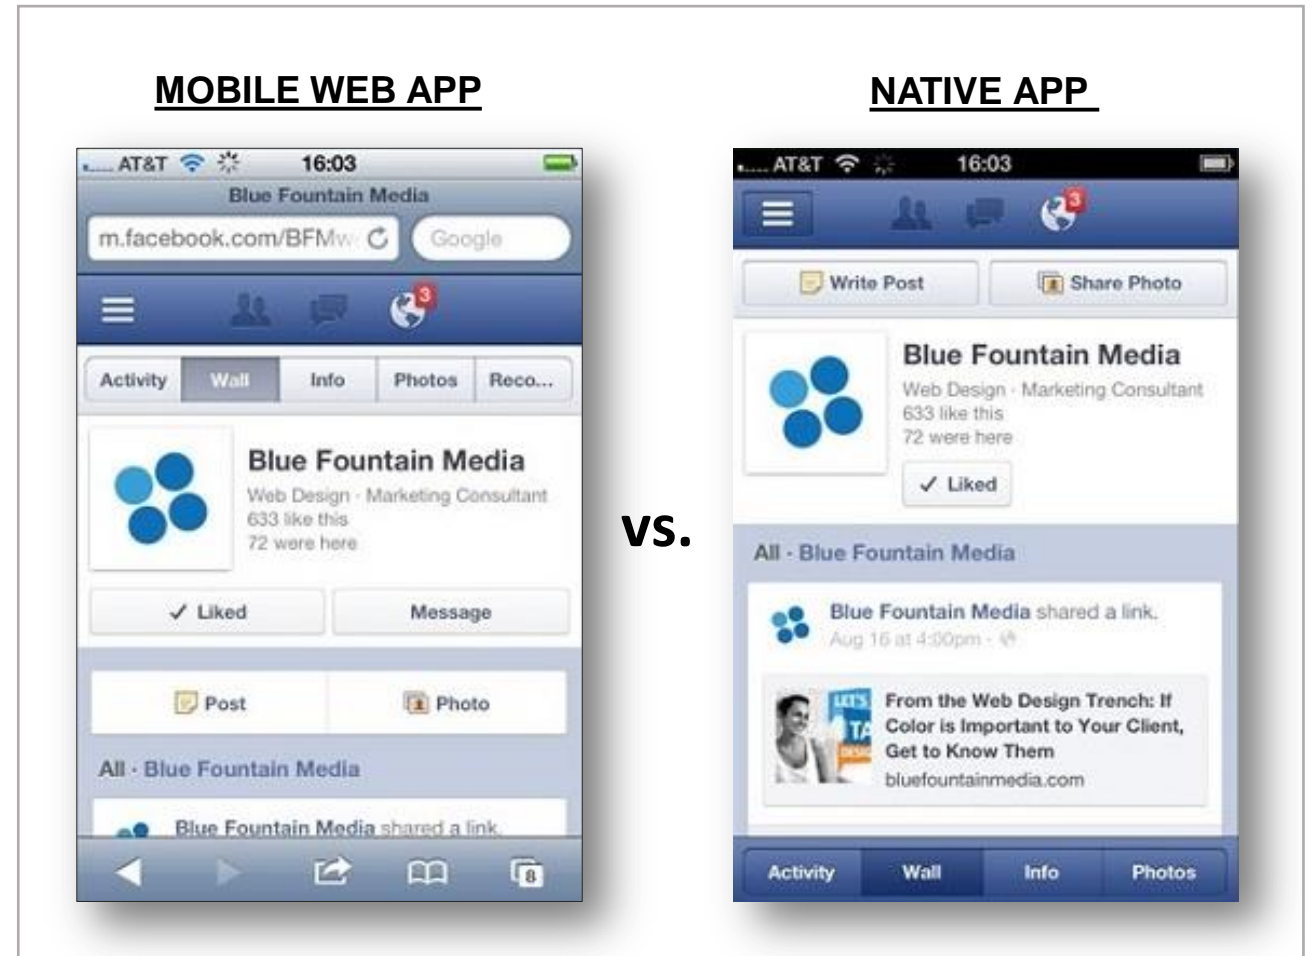 MOBILE WEB APP
AT&T 16:03
Blue Fountain Media
m.facebook.com/BFMw Google
3
Activity Wall Info Photos Reco...
Blue Fountain Media
Web Design · Marketing Consultant
633 like this
72 were here
✓ Liked Message
Post Photo
All · Blue Fountain Media
Blue Fountain Media shared a link.
8
vs.
NATIVE APP
AT&T 16:03
3
Write Post Share Photo
Blue Fountain Media
Web Design · Marketing Consultant
633 like this
72 were here
✓ Liked
All · Blue Fountain Media
Blue Fountain Media shared a link.
Aug 16 at 4:00pm ·
LET'S
TA
DESIG
From the Web Design Trench: If
Color is Important to Your Client,
Get to Know Them
bluefountainmedia.com
Activity Wall Info Photos